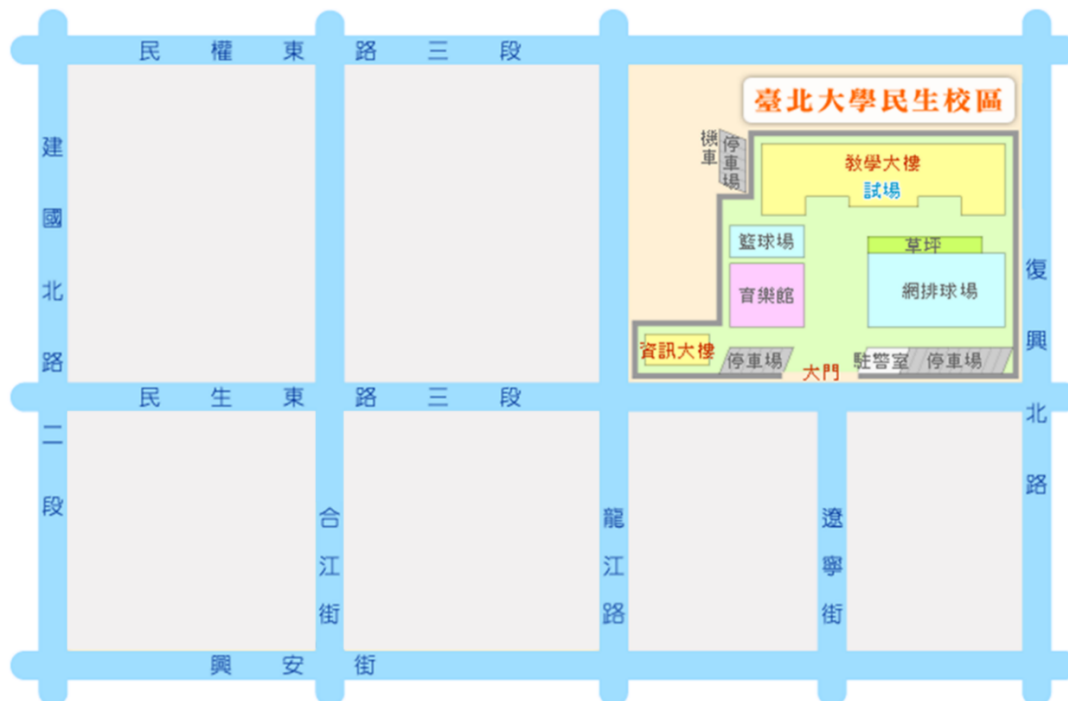 民權東路三段
臺北大學民生校區
建國北路二段
機車
停車場
教學大樓
試場
籃球場
草坪
復興北路
育樂館
網排球場
資訊大樓
停車場
駐警室
停車場
大門
民生東路三段
合江街
龍江路
遼寧街
興安街